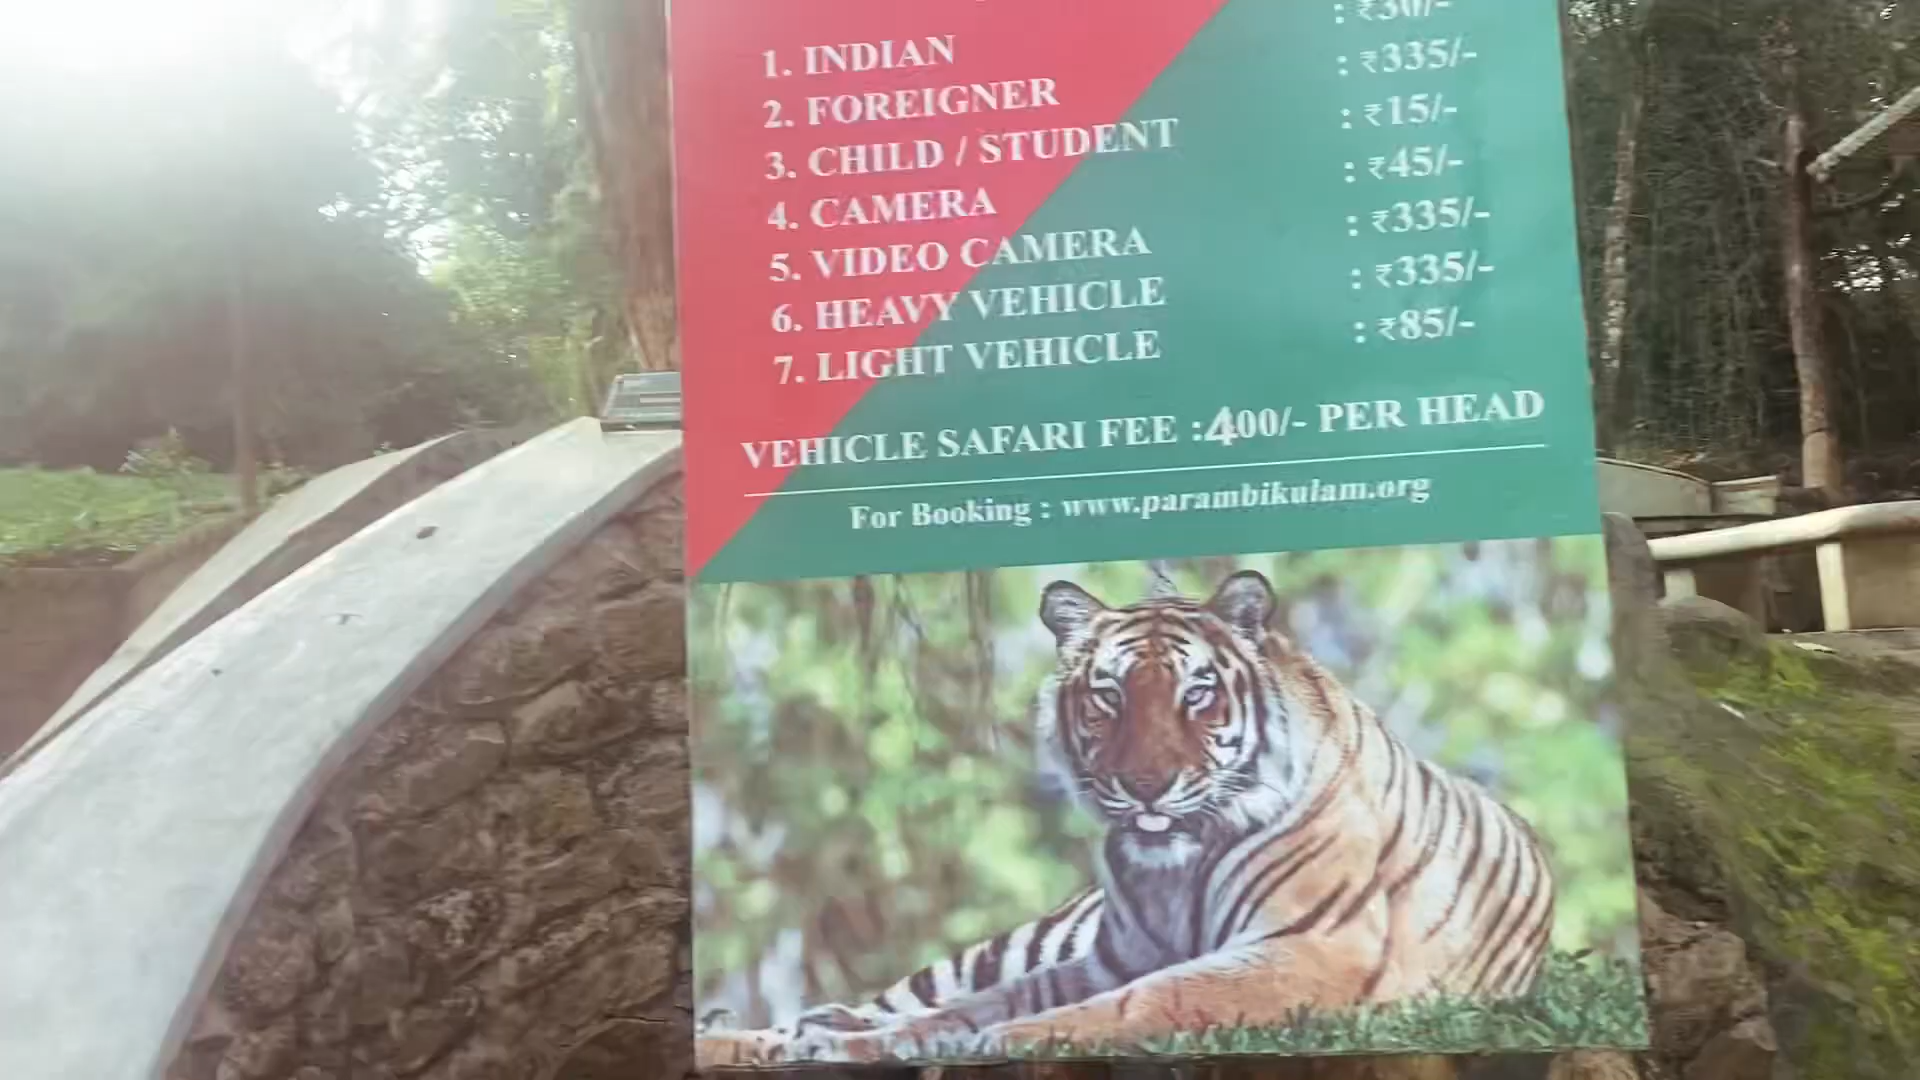 1. INDIAN : ₹30/-
2. FOREIGNER : ₹335/-
3. CHILD / STUDENT : ₹15/-
4. CAMERA : ₹45/-
5. VIDEO CAMERA : ₹335/-
6. HEAVY VEHICLE : ₹335/-
7. LIGHT VEHICLE : ₹85/-
VEHICLE SAFARI FEE :400/- PER HEAD
For Booking : www.parambikulam.org